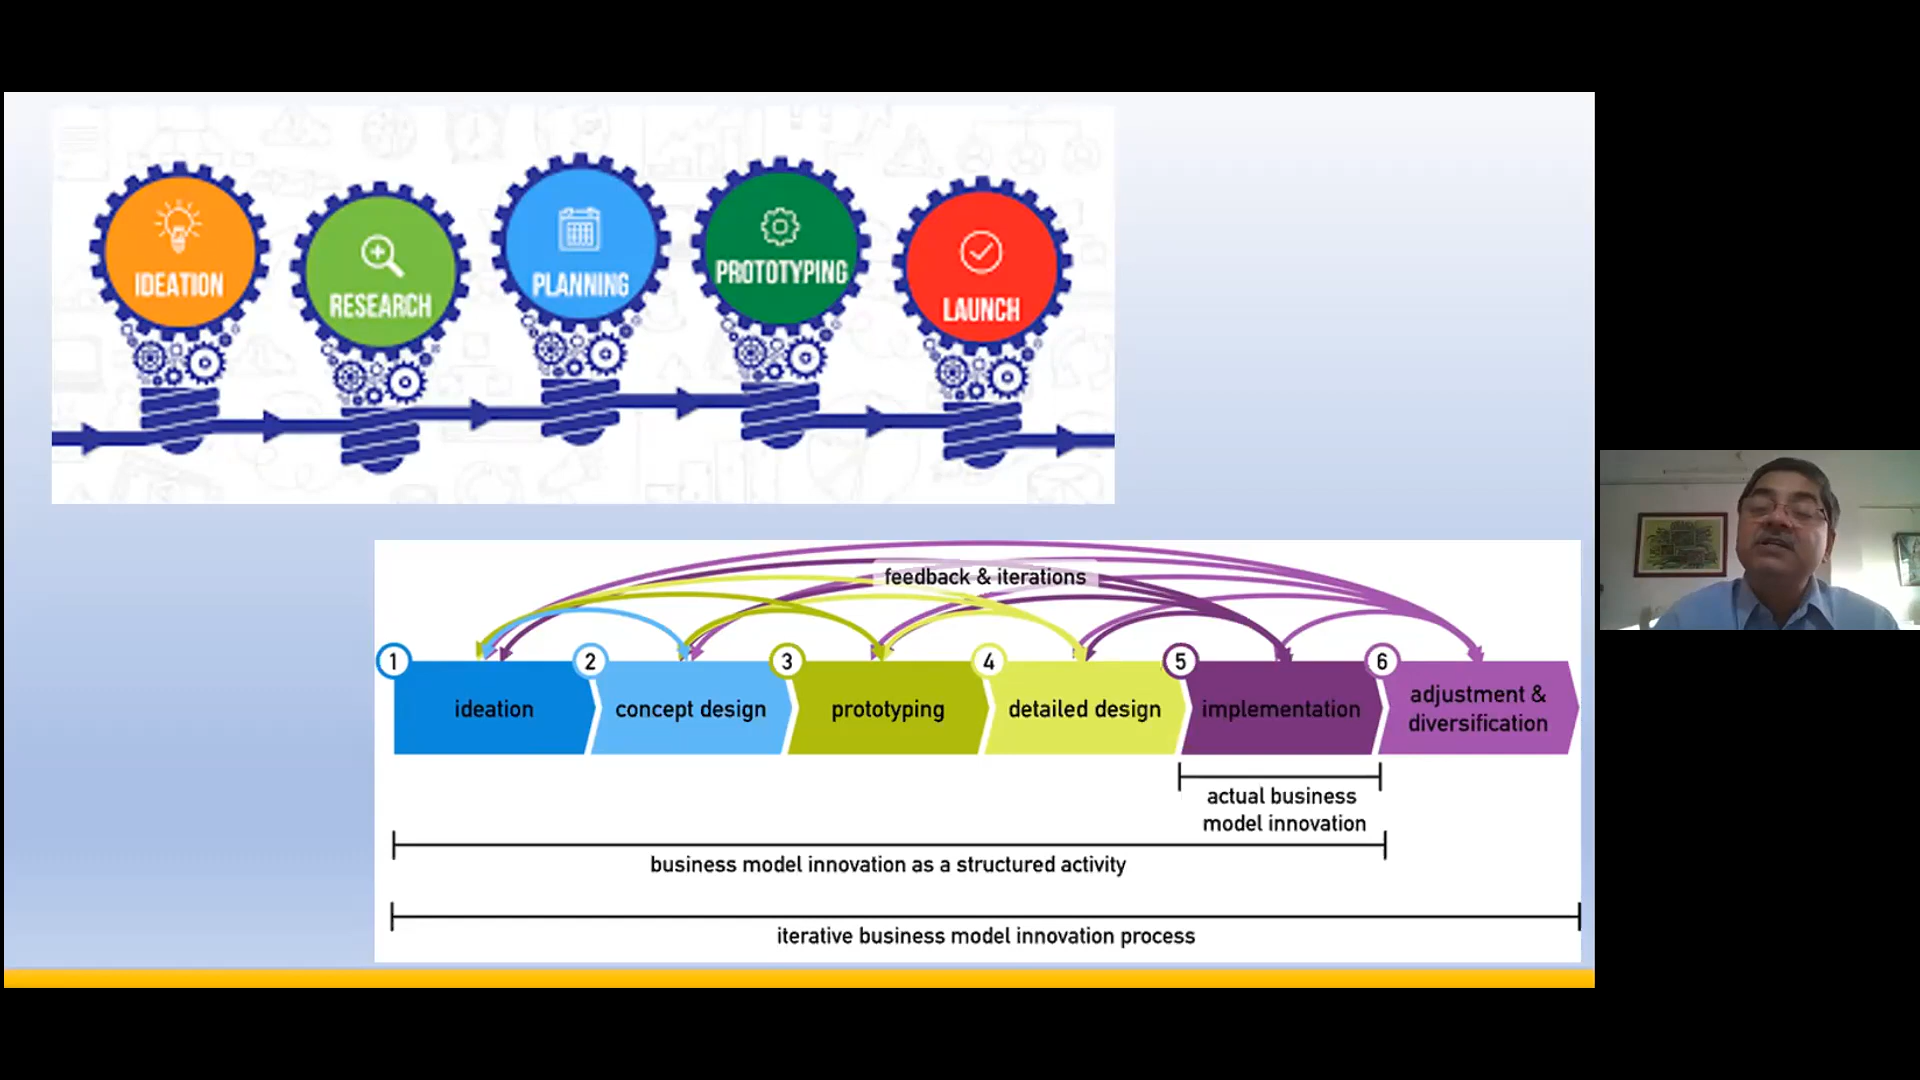 IDEATION
RESEARCH
PLANNING
PROTOTYPING
LAUNCH
feedback & iterations
1
2
3
4
5
6
ideation
concept design
prototyping
detailed design
implementation
adjustment &
diversification
actual business
model innovation
business model innovation as a structured activity
iterative business model innovation process